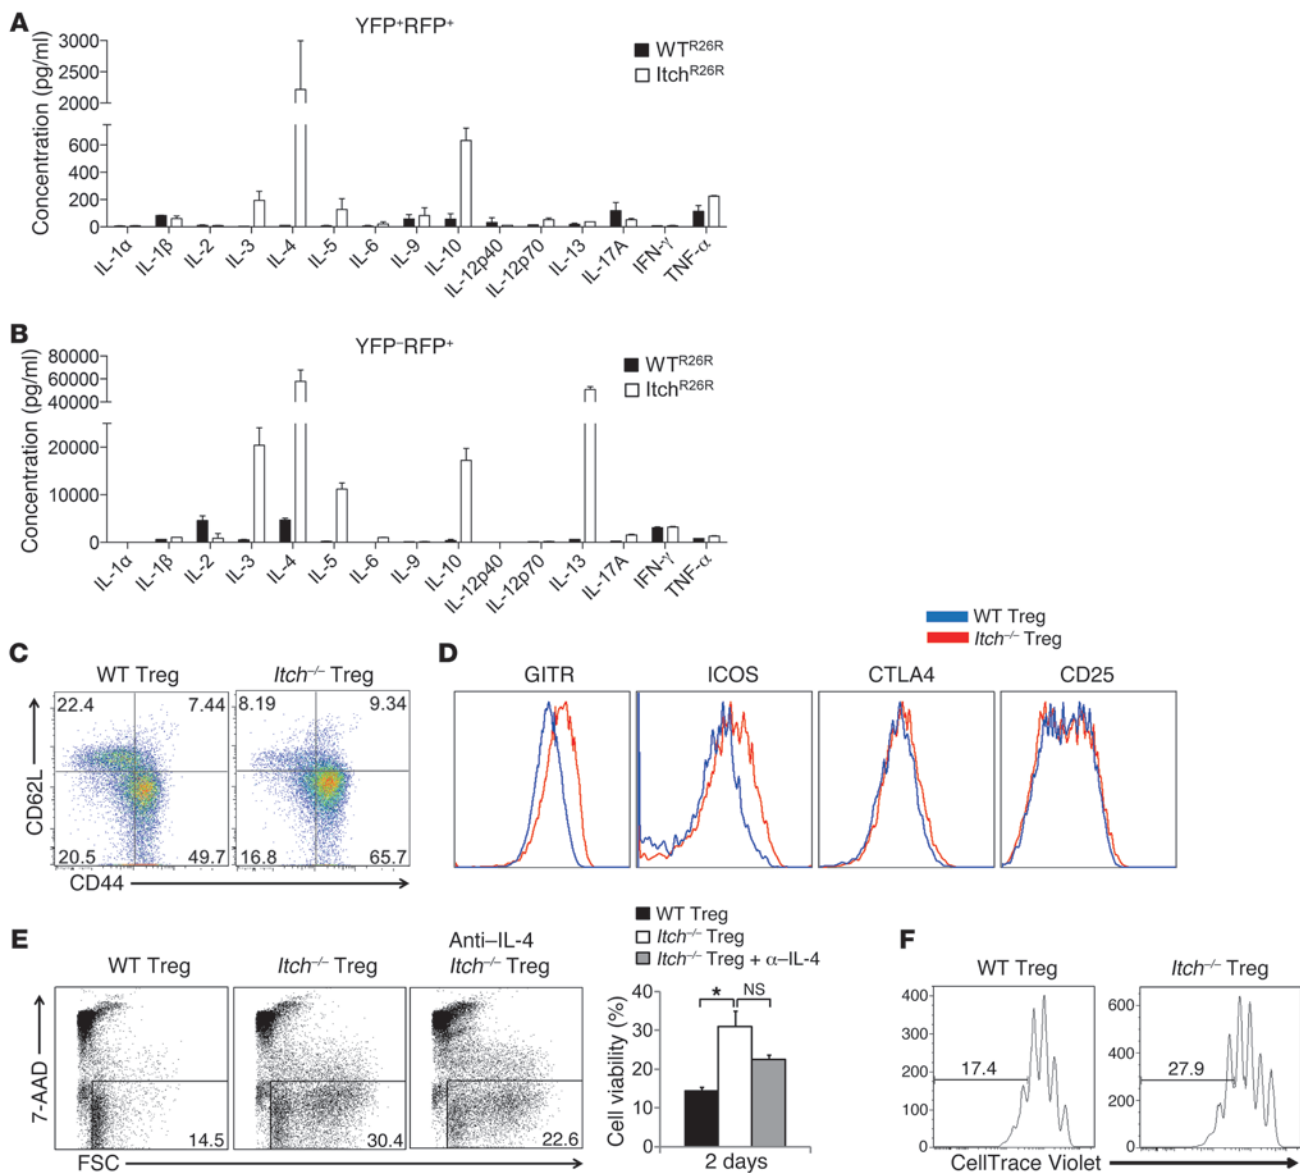 A
YFP⁺RFP⁺
WT^R26R
Itch^R26R
Concentration (pg/ml)
3000
2500
2000
600
400
200
0
IL-1α
IL-1β
IL-2
IL-3
IL-4
IL-5
IL-6
IL-9
IL-10
IL-12p40
IL-12p70
IL-13
IL-17A
IFN-γ
TNF-α
B
YFP⁻RFP⁺
WT^R26R
Itch^R26R
Concentration (pg/ml)
80000
60000
40000
20000
10000
0
IL-1α
IL-1β
IL-2
IL-3
IL-4
IL-5
IL-6
IL-9
IL-10
IL-12p40
IL-12p70
IL-13
IL-17A
IFN-γ
TNF-α
C
WT Treg
Itch⁻/⁻ Treg
22.4 7.44
8.19 9.34
20.5 49.7
16.8 65.7
CD62L
CD44
WT Treg
Itch⁻/⁻ Treg
D
GITR
ICOS
CTLA4
CD25
E
WT Treg
Itch⁻/⁻ Treg
Anti–IL-4
Itch⁻/⁻ Treg
14.5
30.4
22.6
7-AAD
FSC
WT Treg
Itch⁻/⁻ Treg
Itch⁻/⁻ Treg + α–IL-4
* NS
Cell viability (%)
40
30
20
10
0
2 days
F
WT Treg
Itch⁻/⁻ Treg
400
300
200
100
0
17.4
600
400
200
0
27.9
CellTrace Violet